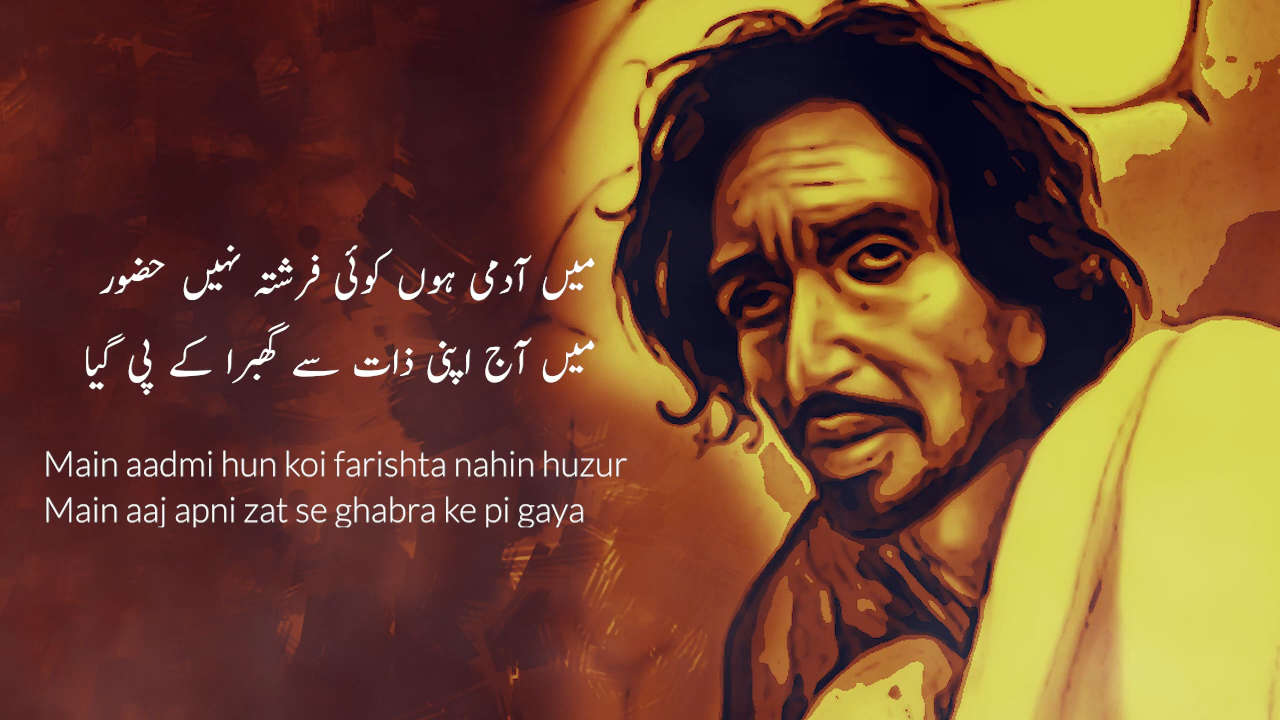 میں آدمی ہوں کوئی فرشتہ نہیں حضور
میں آج اپنی ذات سے گھبرا کے پی گیا
Main aadmi hun koi farishta nahin huzur
Main aaj apni zat se ghabra ke pi gaya